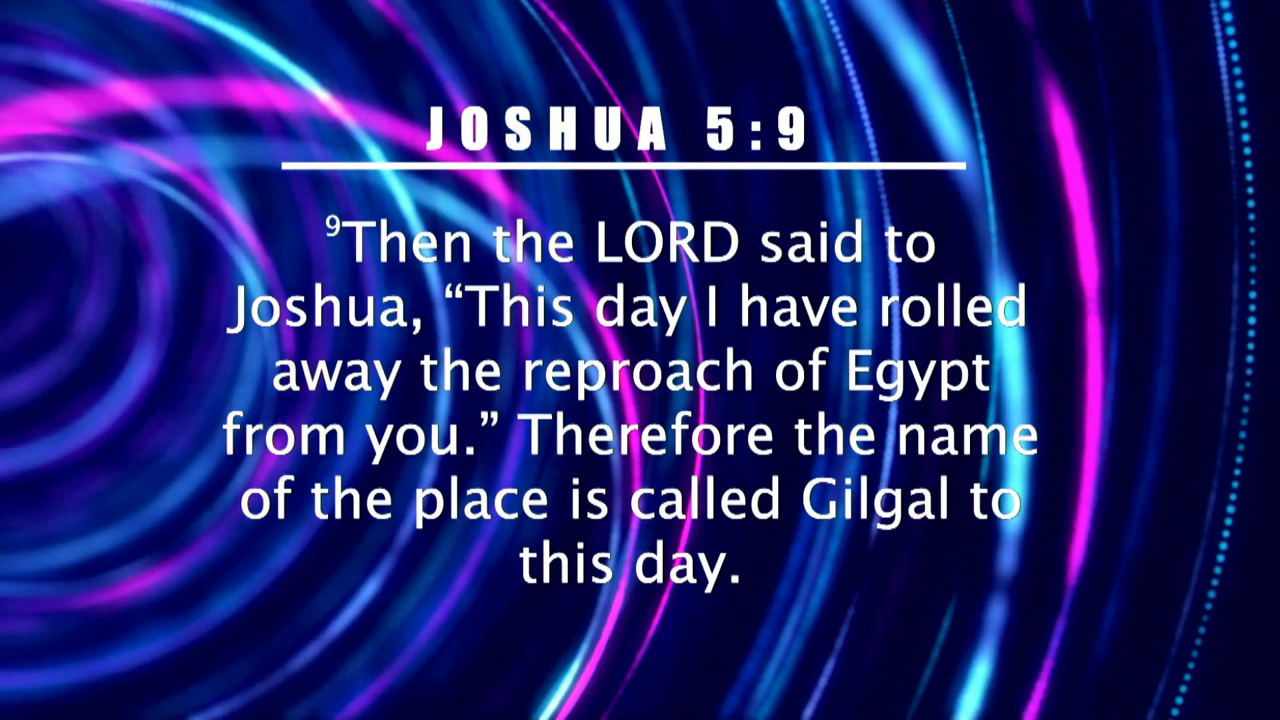 JOSHUA 5:9
⁹Then the LORD said to
Joshua, “This day I have rolled
away the reproach of Egypt
from you.” Therefore the name
of the place is called Gilgal to
this day.